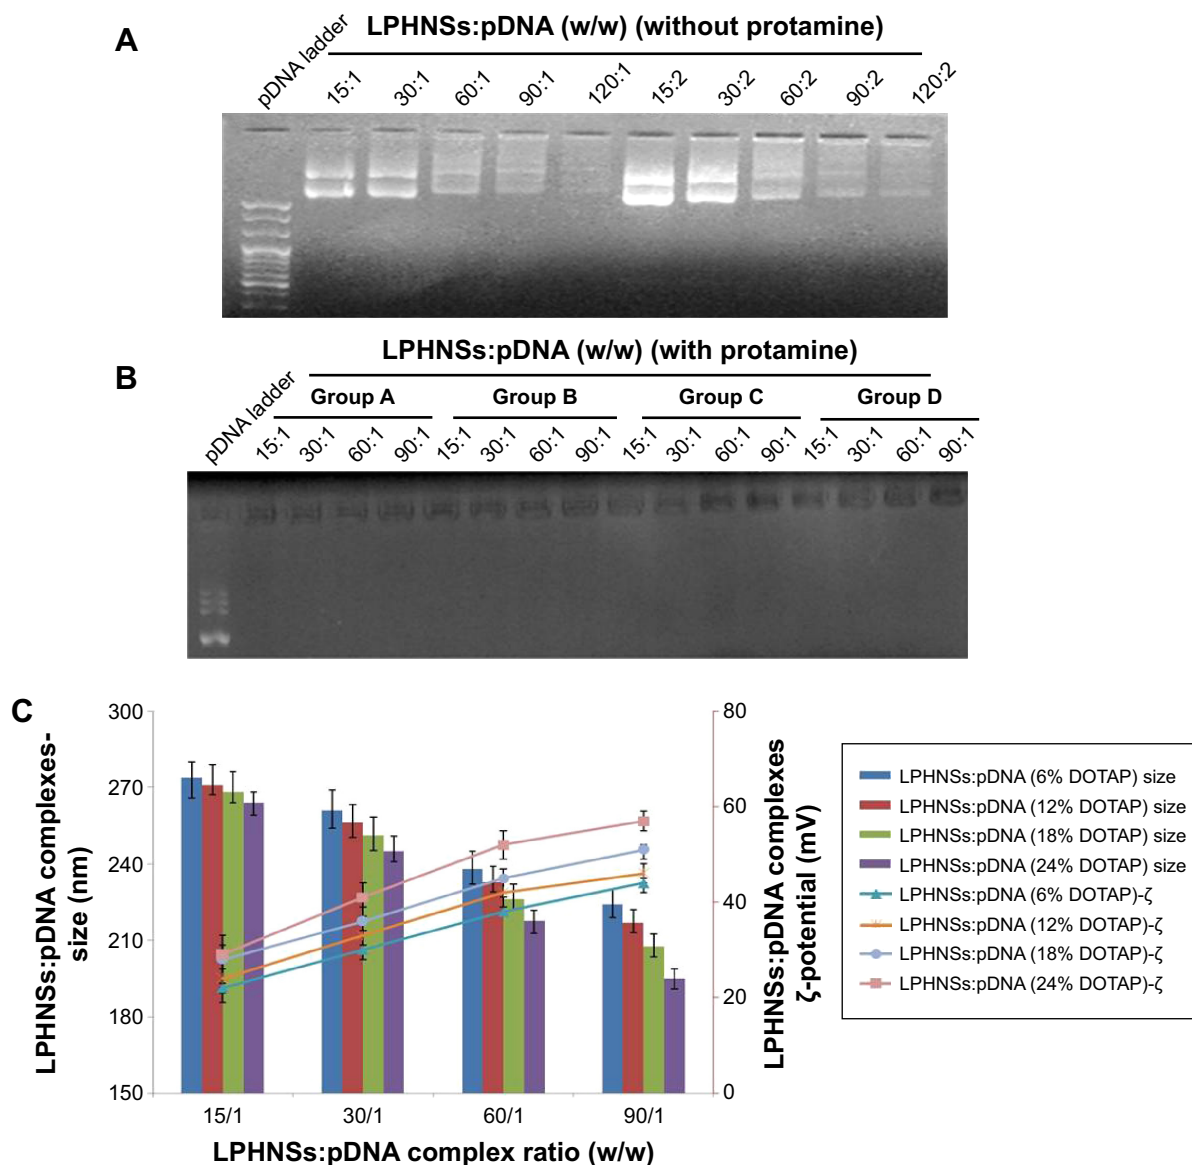 A
LPHNSs:pDNA (w/w) (without protamine)
pDNA ladder 15:1 30:1 60:1 90:1 120:1 15:2 30:2 60:2 90:2 120:2
LPHNSs:pDNA (w/w) (with protamine)
B
Group A Group B Group C Group D
pDNA ladder 15:1 30:1 60:1 90:1 15:1 30:1 60:1 90:1 15:1 30:1 60:1 90:1 15:1 30:1 60:1 90:1
C
LPHNSs:pDNA complexes-
size (nm)
300
270
240
210
180
150
80
60
40
20
0
LPHNSs:pDNA complexes
ζ-potential (mV)
15/1 30/1 60/1 90/1
LPHNSs:pDNA complex ratio (w/w)
LPHNSs:pDNA (6% DOTAP) size
LPHNSs:pDNA (12% DOTAP) size
LPHNSs:pDNA (18% DOTAP) size
LPHNSs:pDNA (24% DOTAP) size
LPHNSs:pDNA (6% DOTAP)-ζ
LPHNSs:pDNA (12% DOTAP)-ζ
LPHNSs:pDNA (18% DOTAP)-ζ
LPHNSs:pDNA (24% DOTAP)-ζ